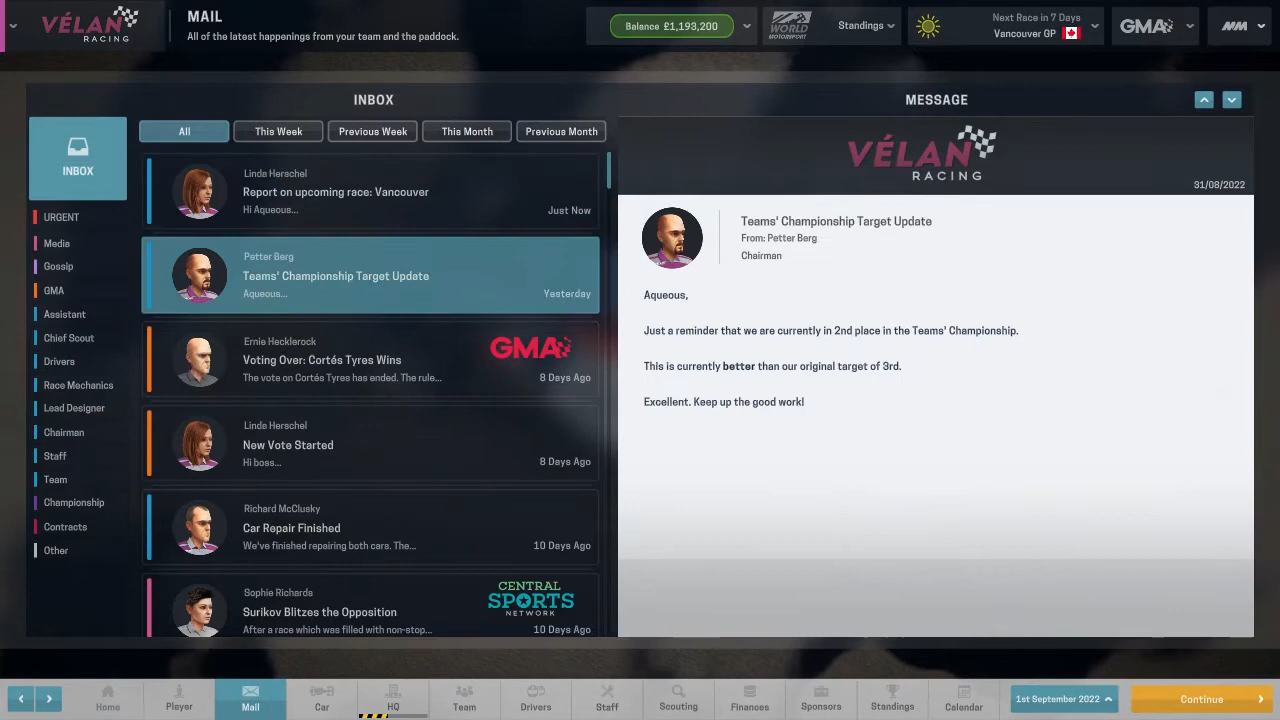 VÉLAN
RACING
MAIL
All of the latest happenings from your team and the paddock.
Balance £1,193,200
WORLD
MOTORSPORT
Standings
Next Race in 7 Days
Vancouver GP
GMA
INBOX
MESSAGE
INBOX
All
This Week
Previous Week
This Month
Previous Month
URGENT
Media
Gossip
GMA
Assistant
Chief Scout
Drivers
Race Mechanics
Lead Designer
Chairman
Staff
Team
Championship
Contracts
Other
Linda Herschel
Report on upcoming race: Vancouver
Hi Aqueous...
Just Now
Petter Berg
Teams' Championship Target Update
Aqueous...
Yesterday
Ernie Hecklerock
Voting Over: Cortés Tyres Wins
The vote on Cortés Tyres has ended. The rule...
GMA
8 Days Ago
Linda Herschel
New Vote Started
Hi boss...
8 Days Ago
Richard McClusky
Car Repair Finished
We've finished repairing both cars. The...
10 Days Ago
Sophie Richards
Surikov Blitzes the Opposition
After a race which was filled with non-stop...
CENTRAL
SPORTS
NETWORK
10 Days Ago
VÉLAN
RACING
31/08/2022
Teams' Championship Target Update
From: Petter Berg
Chairman
Aqueous,
Just a reminder that we are currently in 2nd place in the Teams' Championship.
This is currently better than our original target of 3rd.
Excellent. Keep up the good work!
Home
Player
Mail
Car
HQ
Team
Drivers
Staff
Scouting
Finances
Sponsors
Standings
Calendar
1st September 2022
Continue